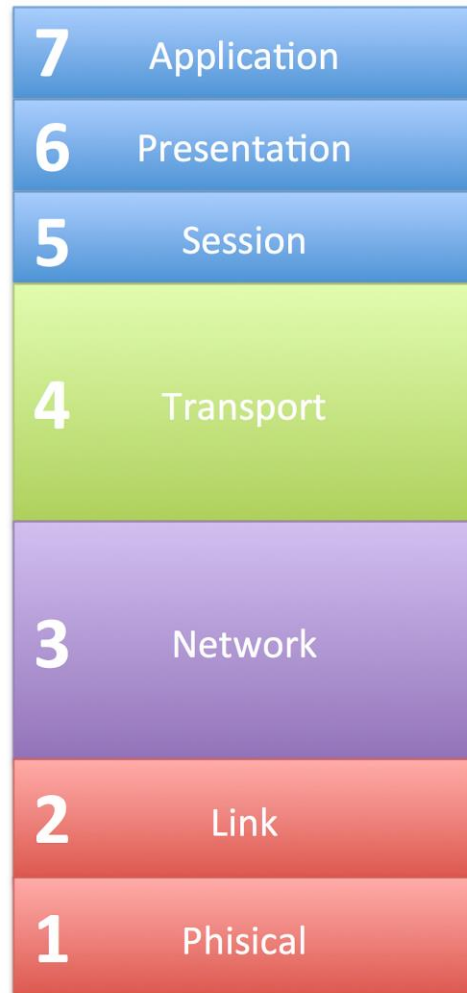 7 Application
6 Presentation
5 Session
4 Transport
3 Network
2 Link
1 Phisical